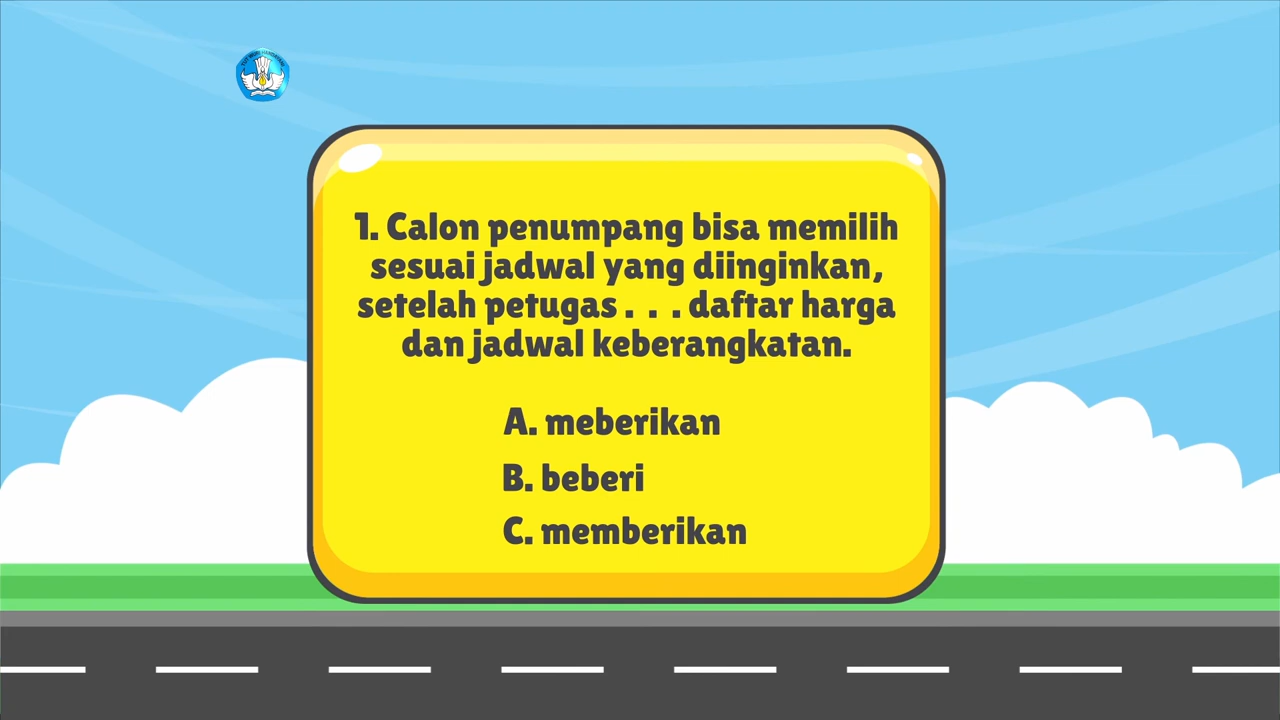 1. Calon penumpang bisa memilih
sesuai jadwal yang diinginkan,
setelah petugas . . . daftar harga
dan jadwal keberangkatan.
A. meberikan
B. beberi
C. memberikan